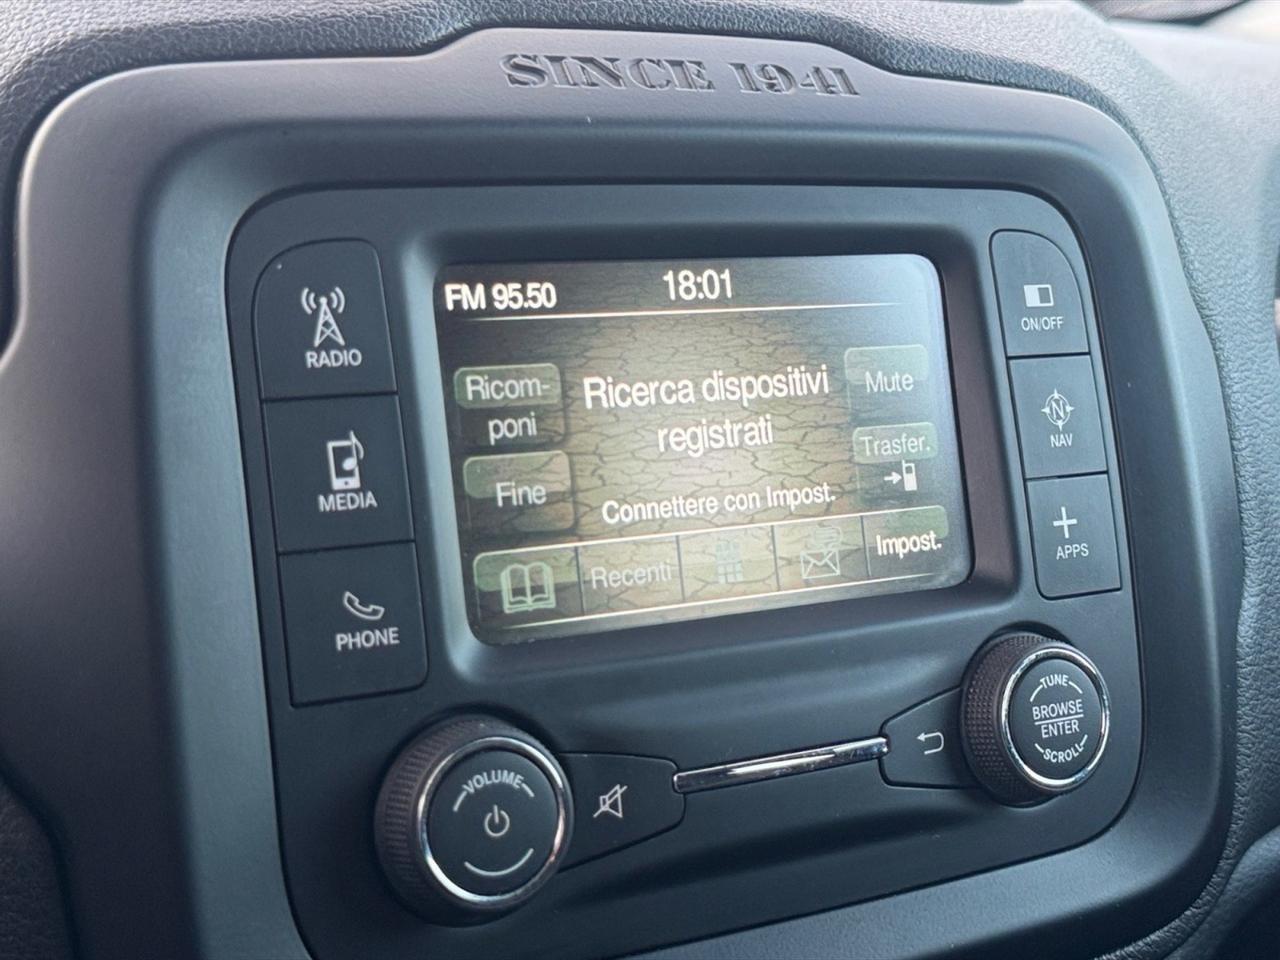 SINCE 1941
RADIO
MEDIA
PHONE
FM 95.50
18:01
Ricom-
poni
Fine
Ricerca dispositivi
registrati
Connettere con Impost.
Mute
Trasfer.
Recenti
Impost.
ON/OFF
N
NAV
APPS
VOLUME
TUNE
BROWSE
ENTER
SCROLL